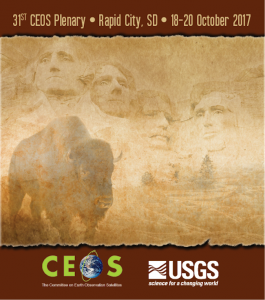 31ST CEOS Plenary • Rapid City, SD • 18-20 October 2017
CEOS
The Committee on Earth Observation Satellites
USGS
science for a changing world